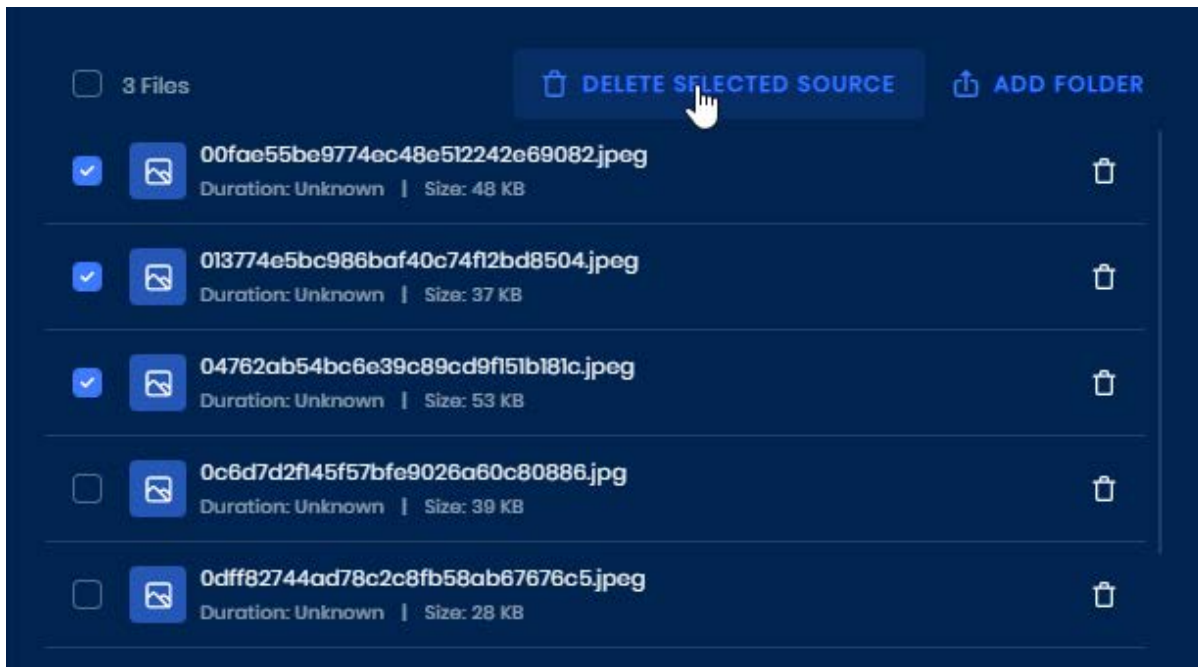 3 Files
DELETE SELECTED SOURCE
ADD FOLDER
00fae55be9774ec48e512242e69082.jpeg
Duration: Unknown | Size: 48 KB
013774e5bc986baf40c74f12bd8504.jpeg
Duration: Unknown | Size: 37 KB
04762ab54bc6e39c89cd9f151b181c.jpeg
Duration: Unknown | Size: 53 KB
0c6d7d2f145f57bfe9026a60c80886.jpg
Duration: Unknown | Size: 39 KB
0dff82744ad78c2c8fb58ab67676c5.jpeg
Duration: Unknown | Size: 28 KB